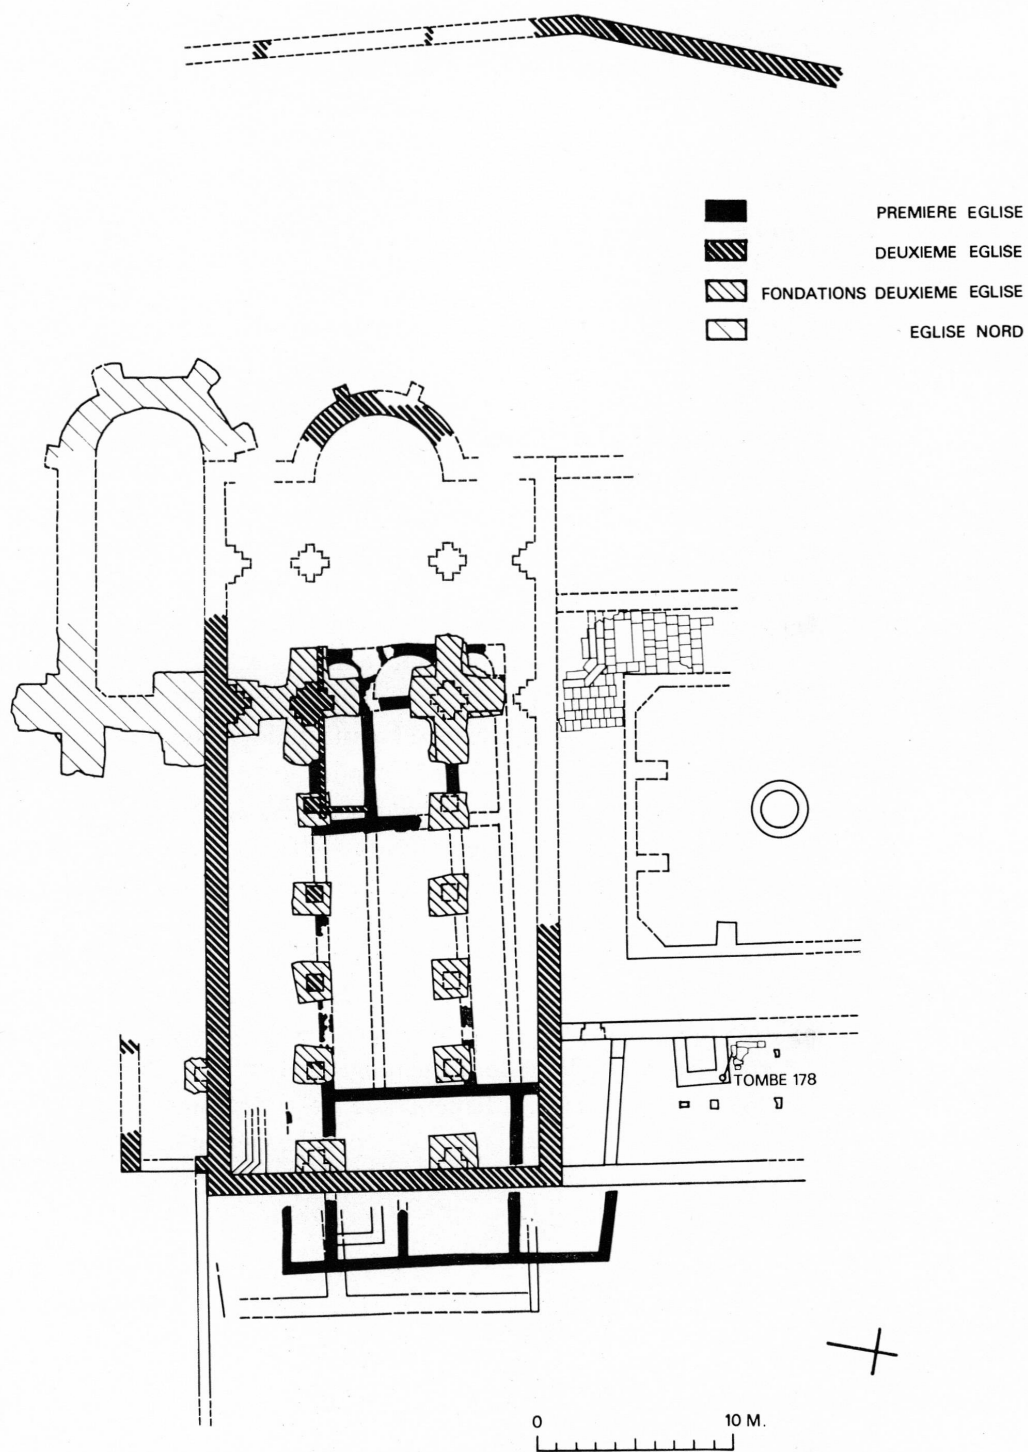 PREMIERE EGLISE
DEUXIEME EGLISE
FONDATIONS DEUXIEME EGLISE
EGLISE NORD
TOMBE 178
0 10 M.